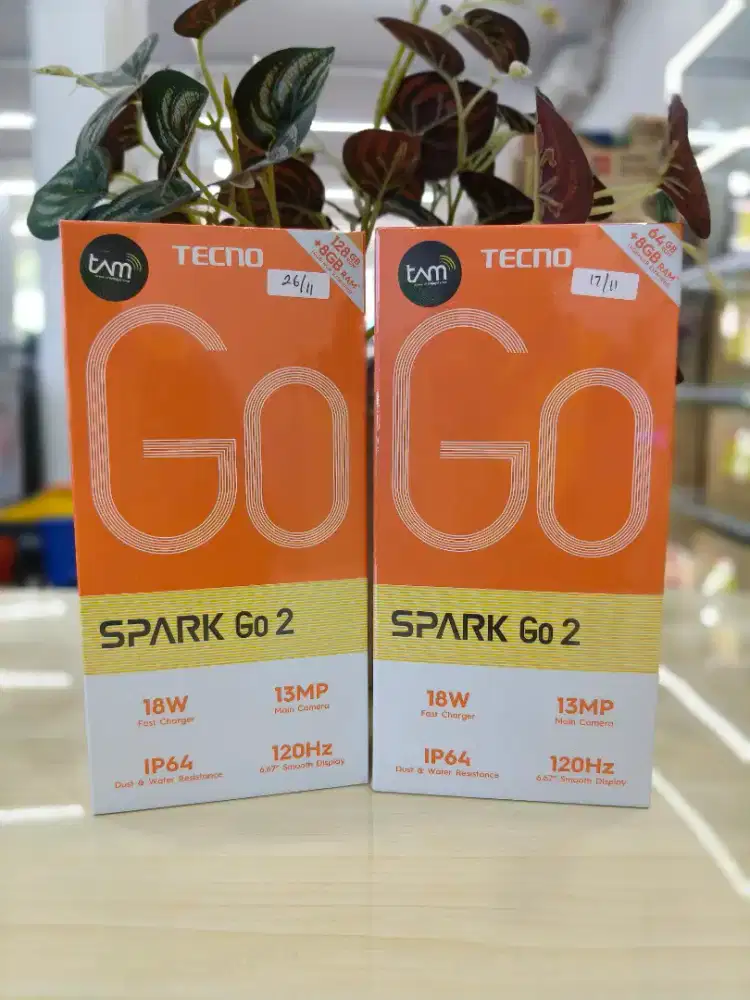 tam
TECNO
128 GB
+8GB RAM*
26/11
Go
SPARK Go 2
18W
Fast Charger
13MP
Main Camera
IP64
Dust & Water Resistance
120Hz
6.67" Smooth Display
tam
TECNO
64 GB
+8GB RAM*
17/11
Go
SPARK Go 2
18W
Fast Charger
13MP
Main Camera
IP64
Dust & Water Resistance
120Hz
6.67" Smooth Display